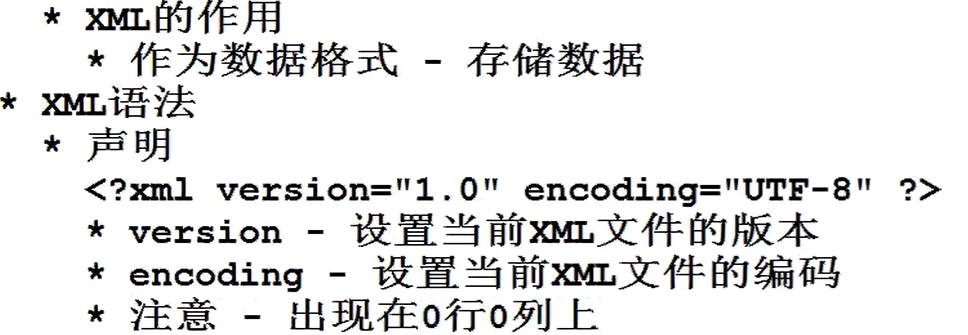 * XML的作用
* 作为数据格式 - 存储数据
* XML语法
* 声明
<?xml version="1.0" encoding="UTF-8" ?>
* version - 设置当前XML文件的版本
* encoding - 设置当前XML文件的编码
* 注意 - 出现在0行0列上